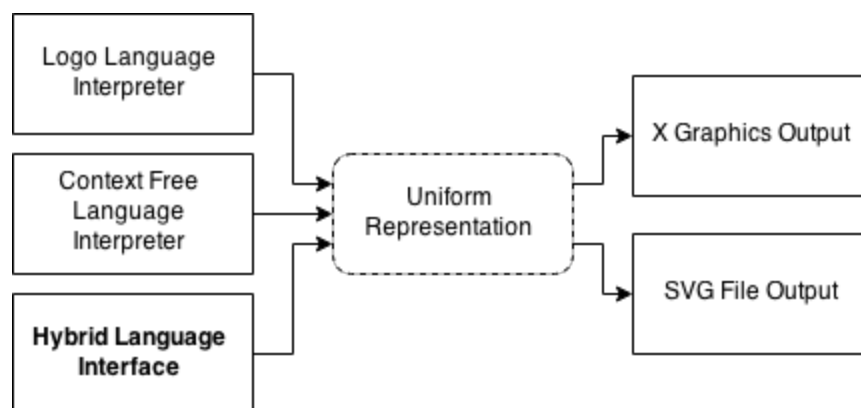 Logo Language
Interpreter
Context Free
Language
Interpreter
Hybrid Language
Interface
Uniform
Representation
X Graphics Output
SVG File Output